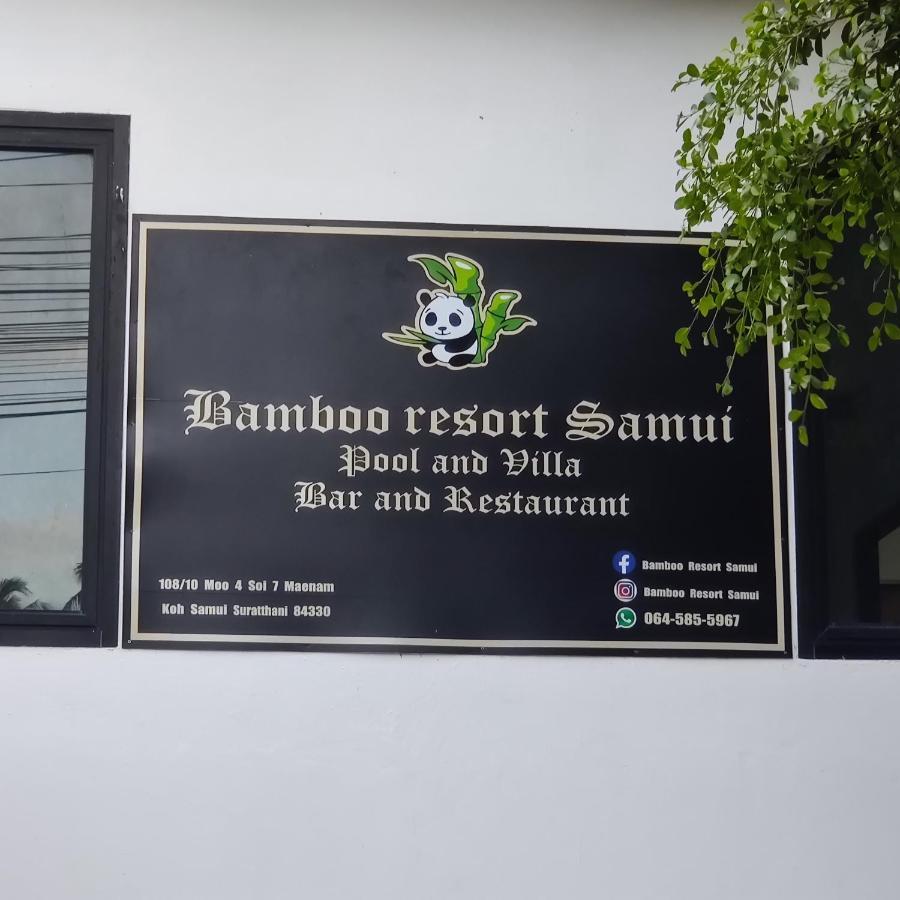 Bamboo resort Samui
Pool and Villa
Bar and Restaurant
108/10 Moo 4 Soi 7 Maenam
Koh Samui Suratthani 84330
Bamboo Resort Samui
Bamboo Resort Samui
064-585-5967